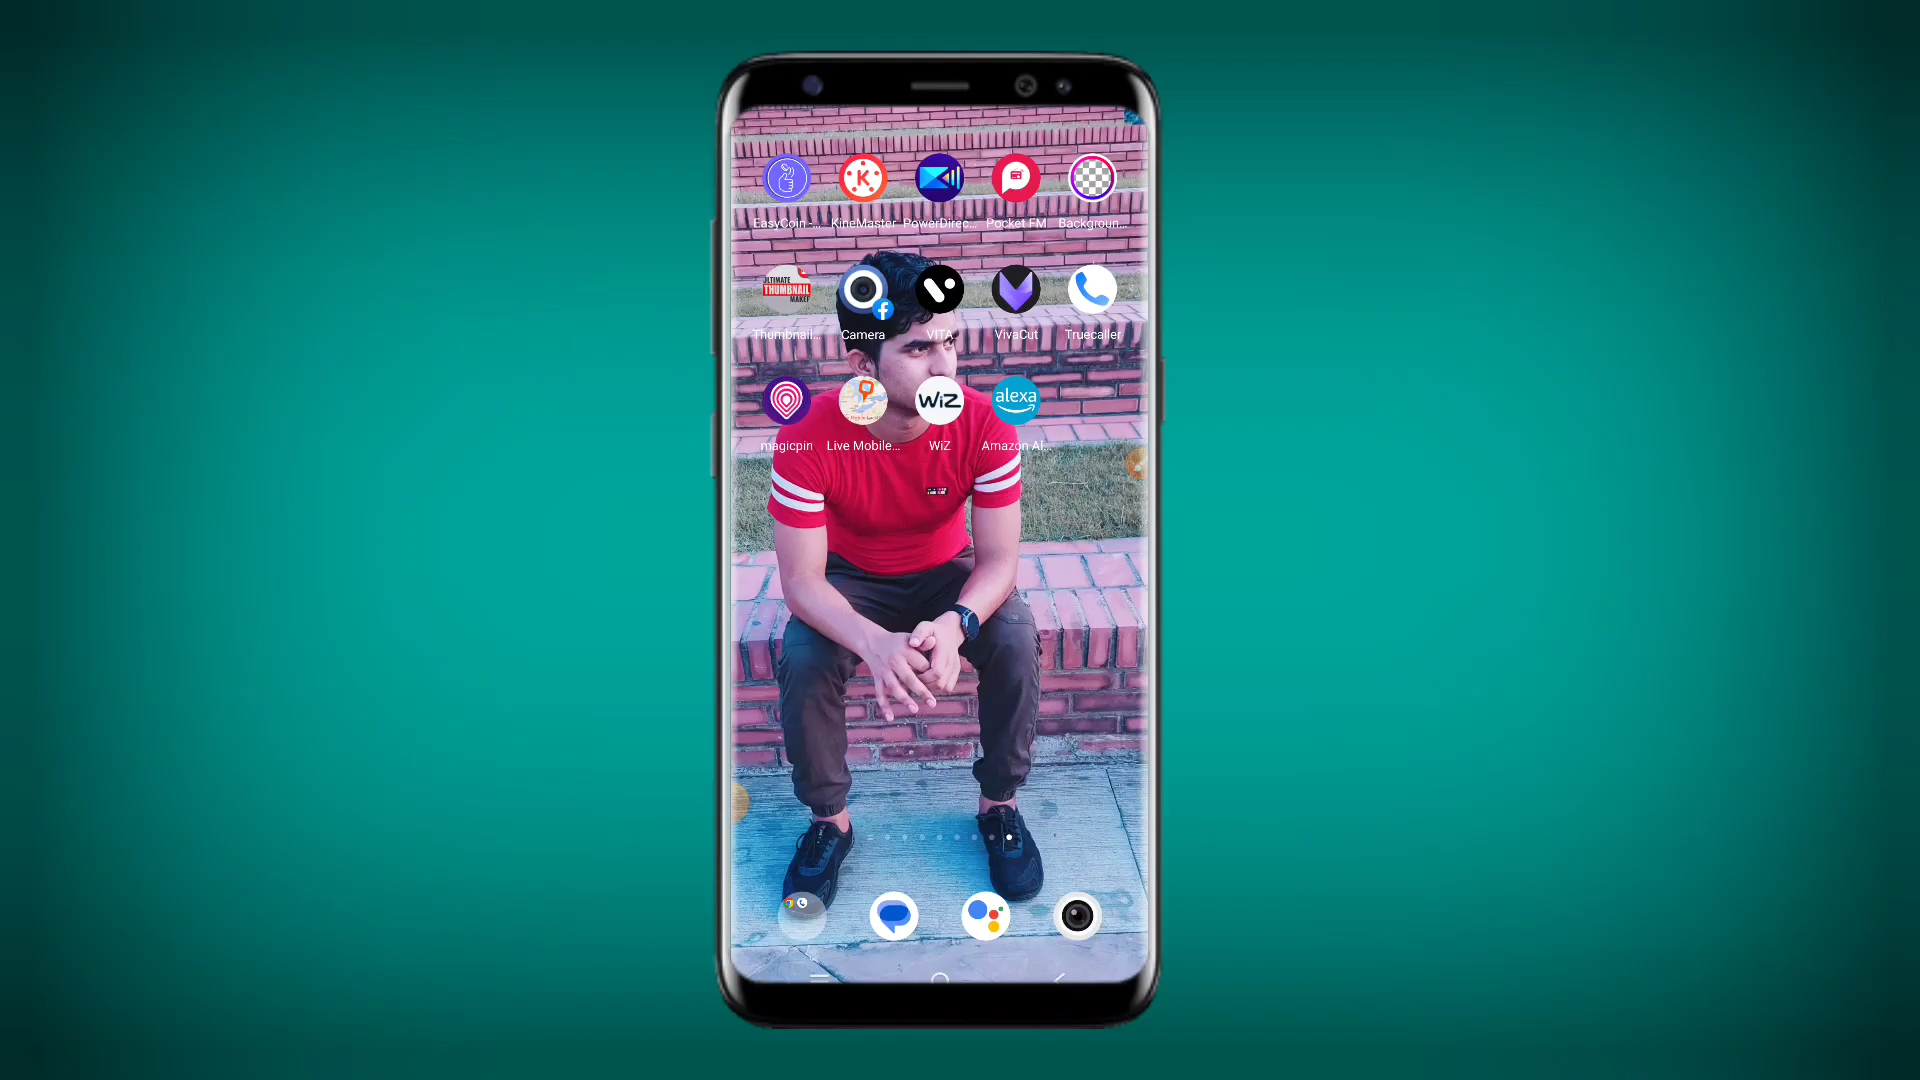 EasyCoin -...
KineMaster
PowerDirec...
Pocket FM
Backgroun...
ULTIMATE
THUMBNAIL
MAKER
Thumbnail...
Camera
VITA
VivaCut
Truecaller
WiZ
alexa
magicpin
Live Mobile...
WiZ
Amazon Al...